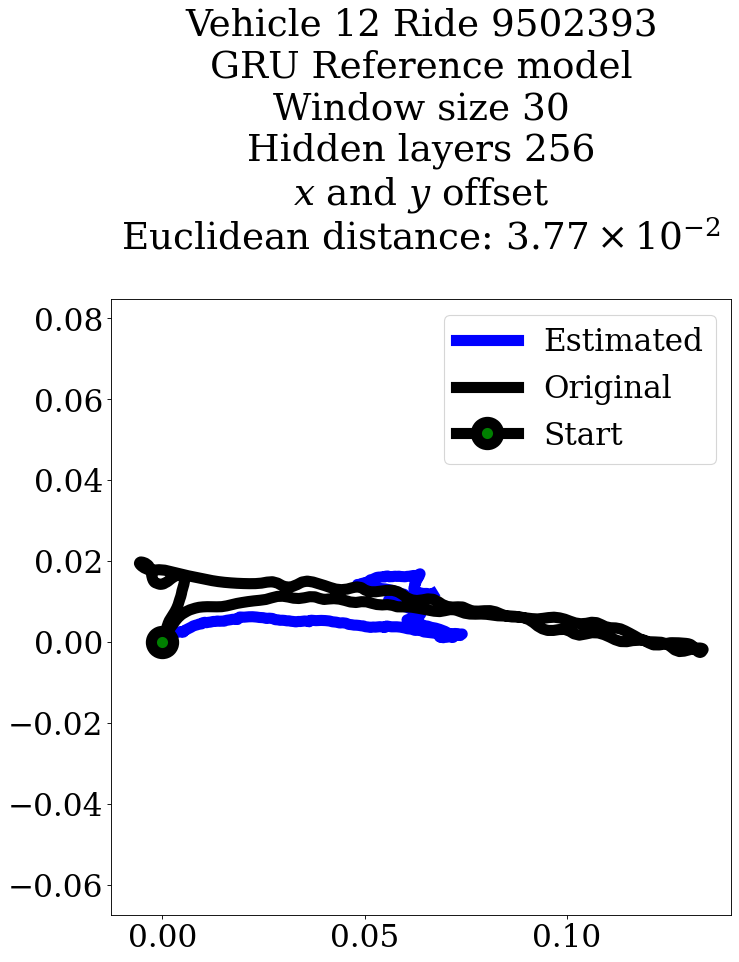 Vehicle 12 Ride 9502393
GRU Reference model
Window size 30
Hidden layers 256
x and y offset
Euclidean distance: 3.77 × 10⁻²
Estimated
Original
Start
0.08
0.06
0.04
0.02
0.00
−0.02
−0.04
−0.06
0.00 0.05 0.10